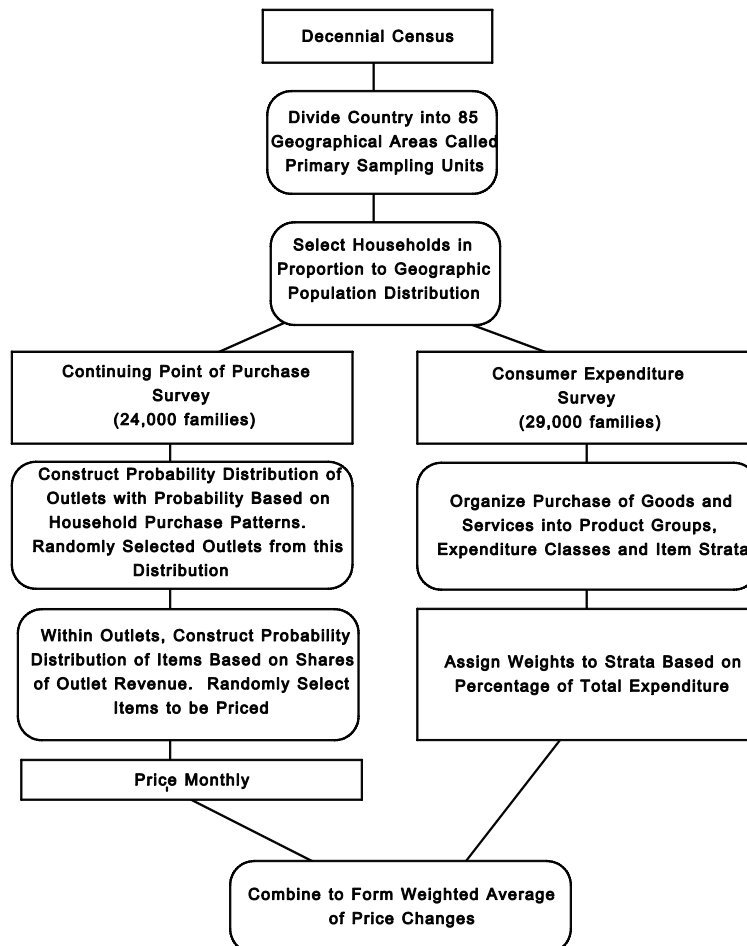 Decennial Census
Divide Country into 85
Geographical Areas Called
Primary Sampling Units
Select Households in
Proportion to Geographic
Population Distribution
Continuing Point of Purchase
Survey
(24,000 families)
Consumer Expenditure
Survey
(29,000 families)
Construct Probability Distribution of
Outlets with Probability Based on
Household Purchase Patterns.
Randomly Selected Outlets from this
Distribution
Organize Purchase of Goods and
Services into Product Groups,
Expenditure Classes and Item Strata
Within Outlets, Construct Probability
Distribution of Items Based on Shares
of Outlet Revenue. Randomly Select
Items to be Priced
Assign Weights to Strata Based on
Percentage of Total Expenditure
Price Monthly
Combine to Form Weighted Average
of Price Changes